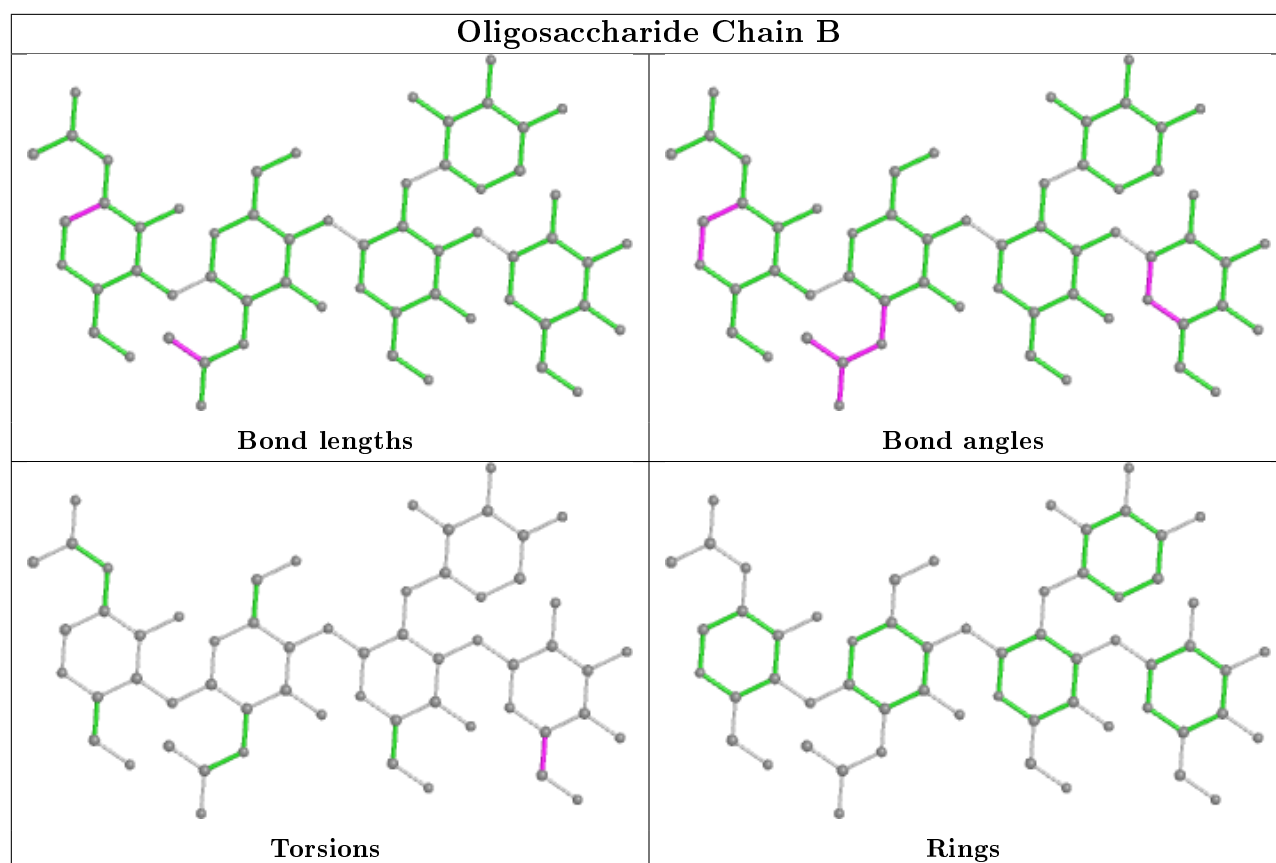 Oligosaccharide Chain B
Bond lengths
Bond angles
Torsions
Rings